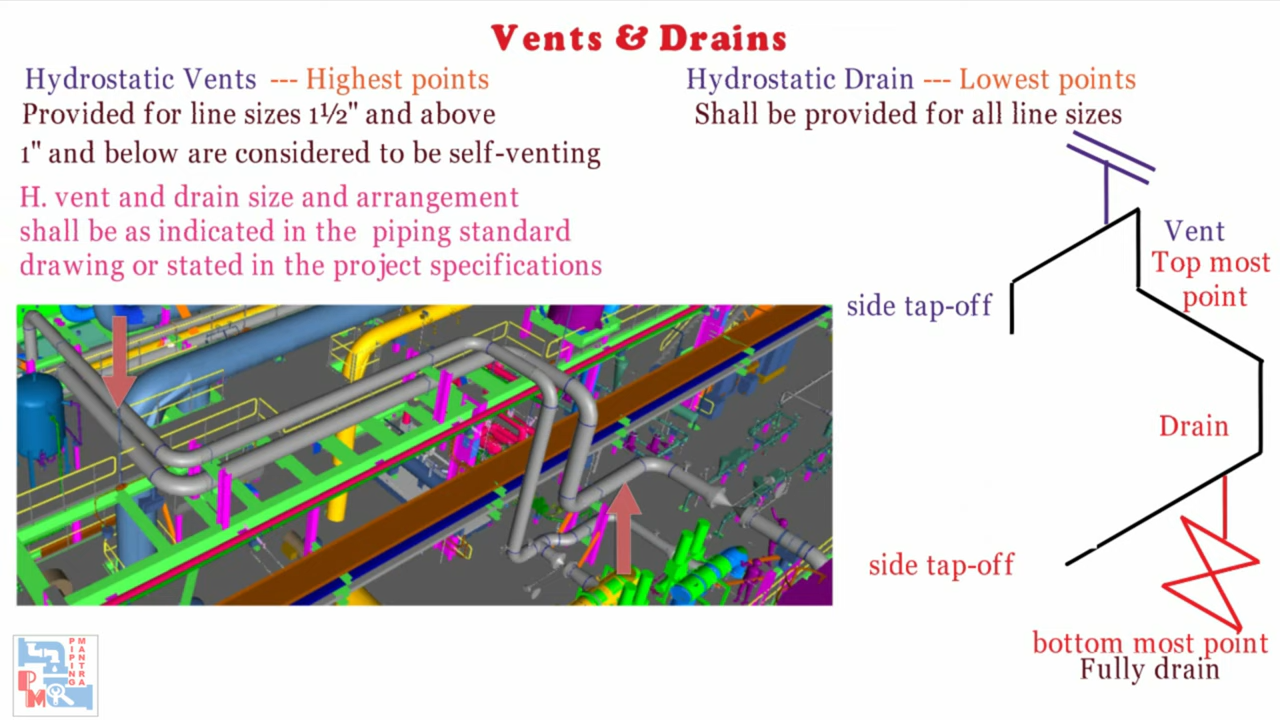 Vents & Drains
Hydrostatic Vents --- Highest points
Provided for line sizes 1½" and above
1" and below are considered to be self-venting
H. vent and drain size and arrangement
shall be as indicated in the piping standard
drawing or stated in the project specifications
Hydrostatic Drain --- Lowest points
Shall be provided for all line sizes
Vent
Top most
point
side tap-off
Drain
side tap-off
bottom most point
Fully drain
PIPING
MANTRA
PM